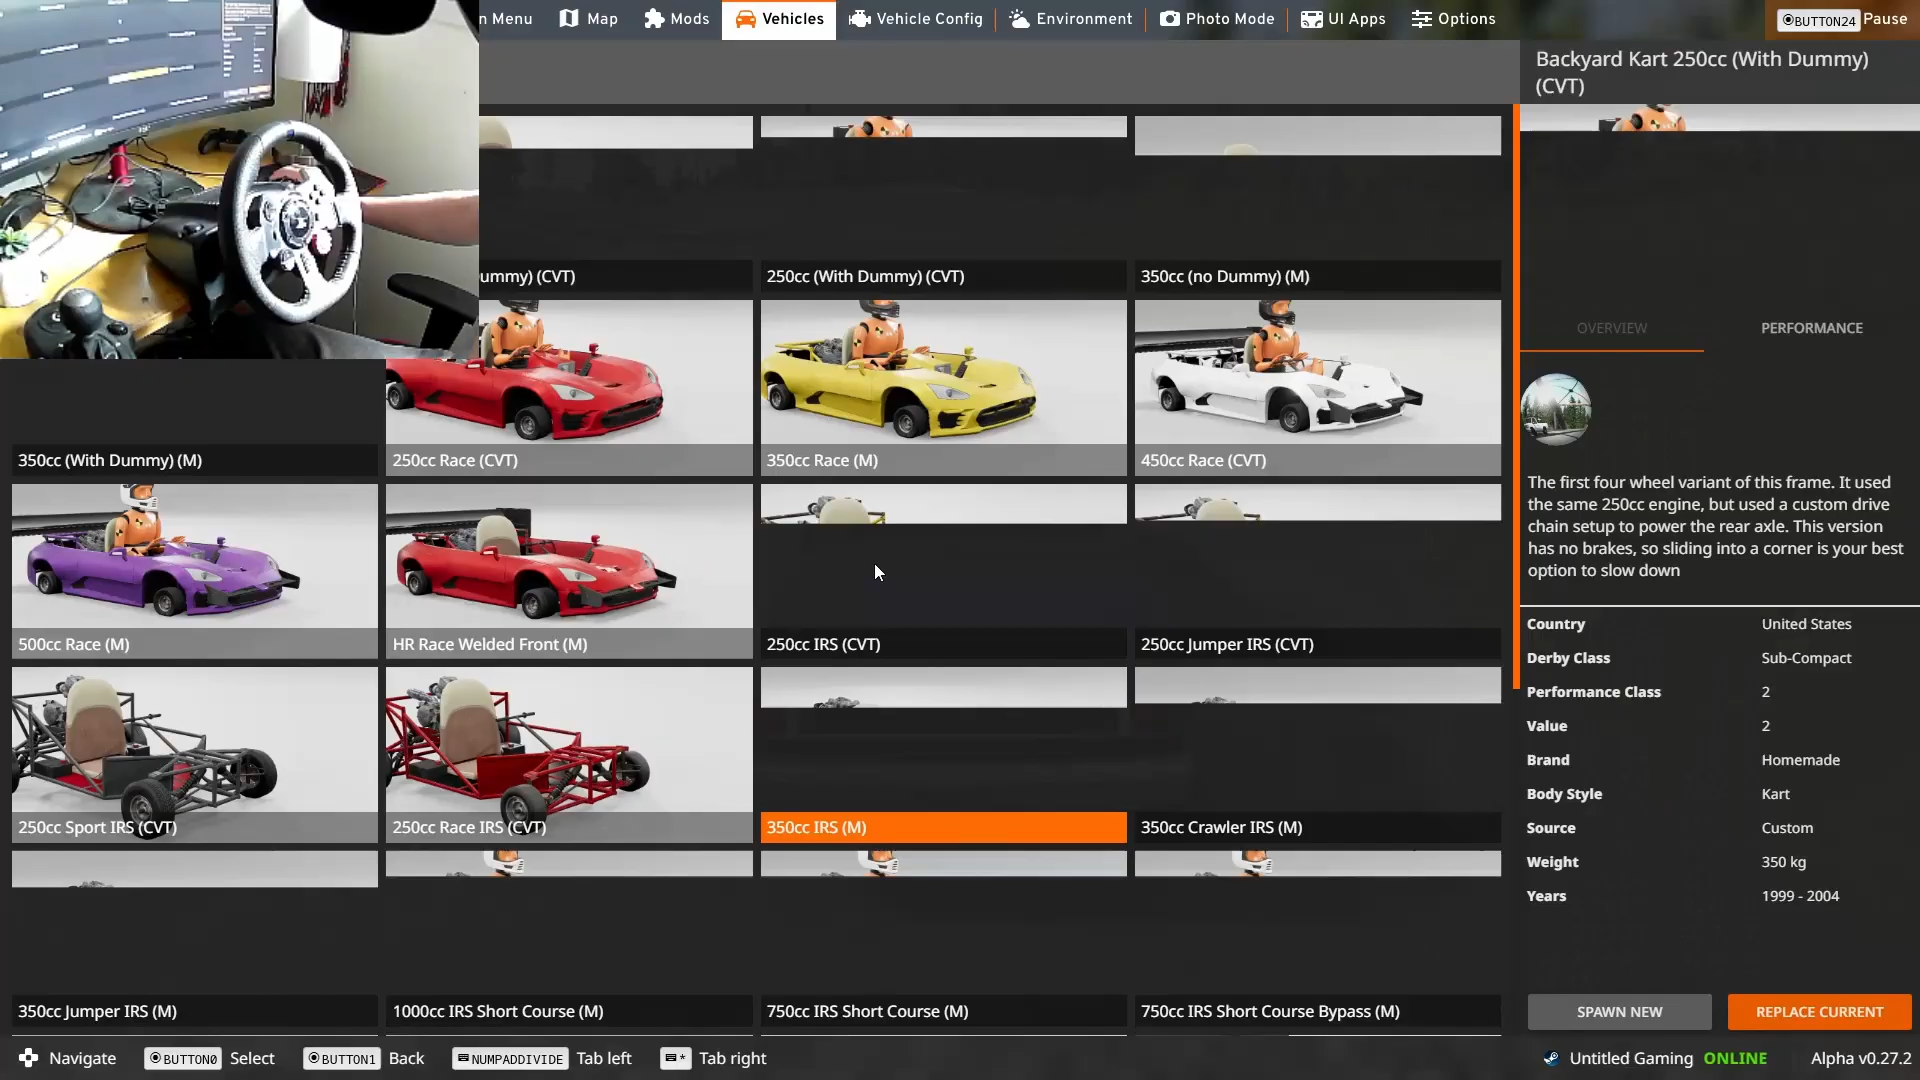 n Menu
Map
Mods
Vehicles
Vehicle Config
Environment
Photo Mode
UI Apps
Options
BUTTON24 Pause
Backyard Kart 250cc (With Dummy)
(CVT)
ummy) (CVT)
250cc (With Dummy) (CVT)
350cc (no Dummy) (M)
350cc (With Dummy) (M)
250cc Race (CVT)
350cc Race (M)
450cc Race (CVT)
500cc Race (M)
HR Race Welded Front (M)
250cc IRS (CVT)
250cc Jumper IRS (CVT)
250cc Sport IRS (CVT)
250cc Race IRS (CVT)
350cc IRS (M)
350cc Crawler IRS (M)
350cc Jumper IRS (M)
1000cc IRS Short Course (M)
750cc IRS Short Course (M)
750cc IRS Short Course Bypass (M)
OVERVIEW
PERFORMANCE
The first four wheel variant of this frame. It used
the same 250cc engine, but used a custom drive
chain setup to power the rear axle. This version
has no brakes, so sliding into a corner is your best
option to slow down
Country United States
Derby Class Sub-Compact
Performance Class 2
Value 2
Brand Homemade
Body Style Kart
Source Custom
Weight 350 kg
Years 1999 - 2004
SPAWN NEW
REPLACE CURRENT
Navigate
BUTTON0 Select
BUTTON1 Back
NUMPADDIVIDE Tab left
* Tab right
Untitled Gaming ONLINE
Alpha v0.27.2